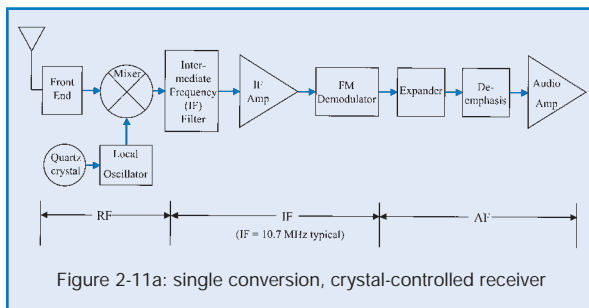 Front
End
Mixer
Inter-
mediate
Frequency
(IF)
Filter
IF
Amp
FM
Demodulator
Expander
De-
emphasis
Audio
Amp
Quartz
crystal
Local
Oscillator
RF
IF
(IF = 10.7 MHz typical)
AF
Figure 2-11a: single conversion, crystal-controlled receiver